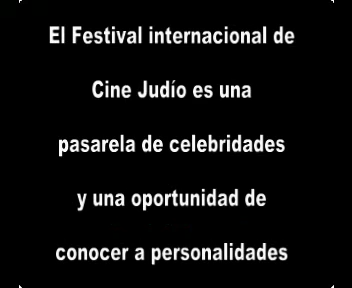 El Festival internacional de
Cine Judío es una
pasarela de celebridades
y una oportunidad de
conocer a personalidades